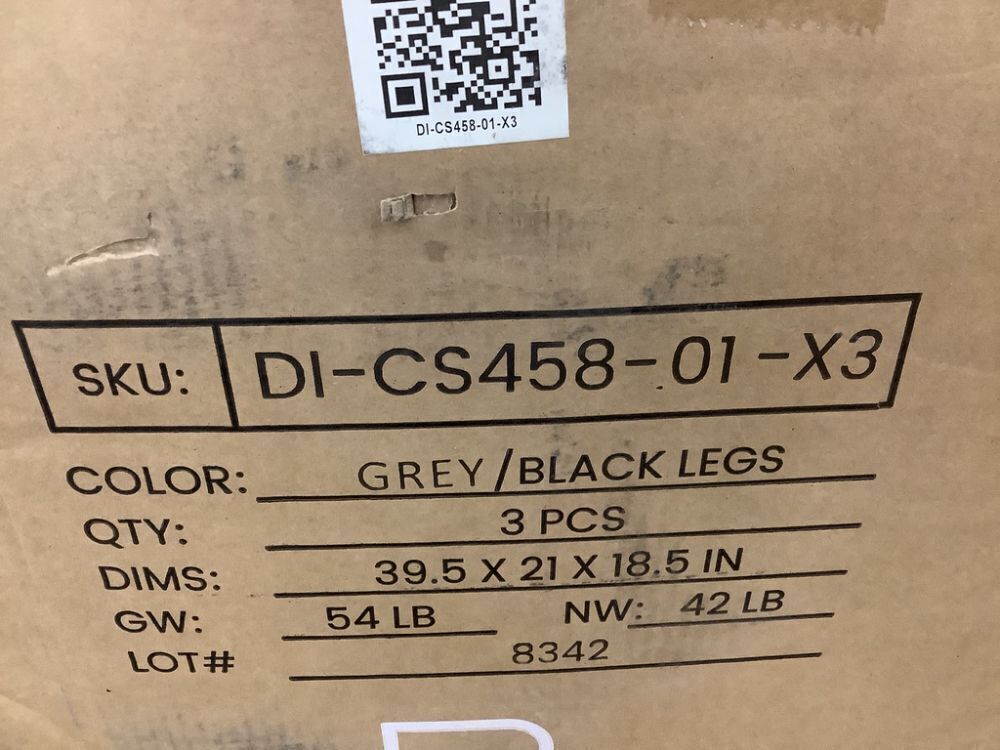 DI-CS458-01-X3
SKU: DI-CS458-01-X3
COLOR: GREY/BLACK LEGS
QTY: 3 PCS
DIMS: 39.5 X 21 X 18.5 IN
GW: 54 LB NW: 42 LB
LOT# 8342